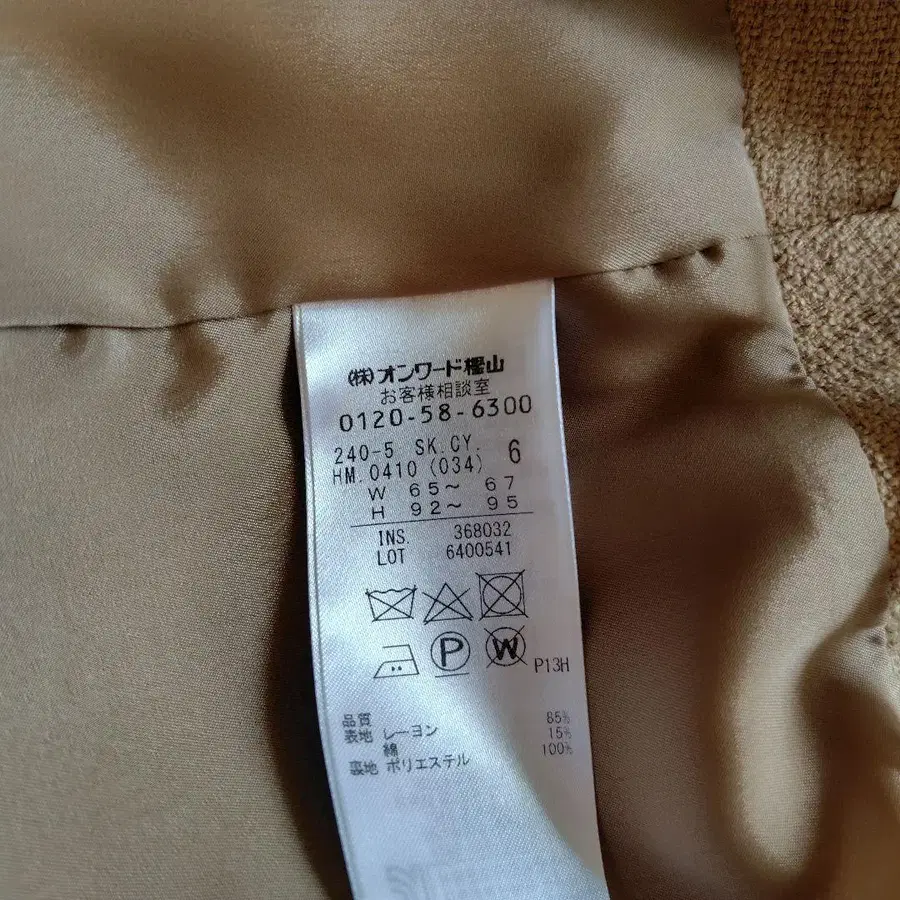 (株)オンワード樫山
お客様相談室
0120-58-6300
240-5 SK.CY. 6
HM.0410 (034)
W 65〜 67
H 92〜 95
INS. 368032
LOT 6400541
P
W
P13H
品質
表地 レーヨン 85%
綿 15%
裏地 ポリエステル 100%